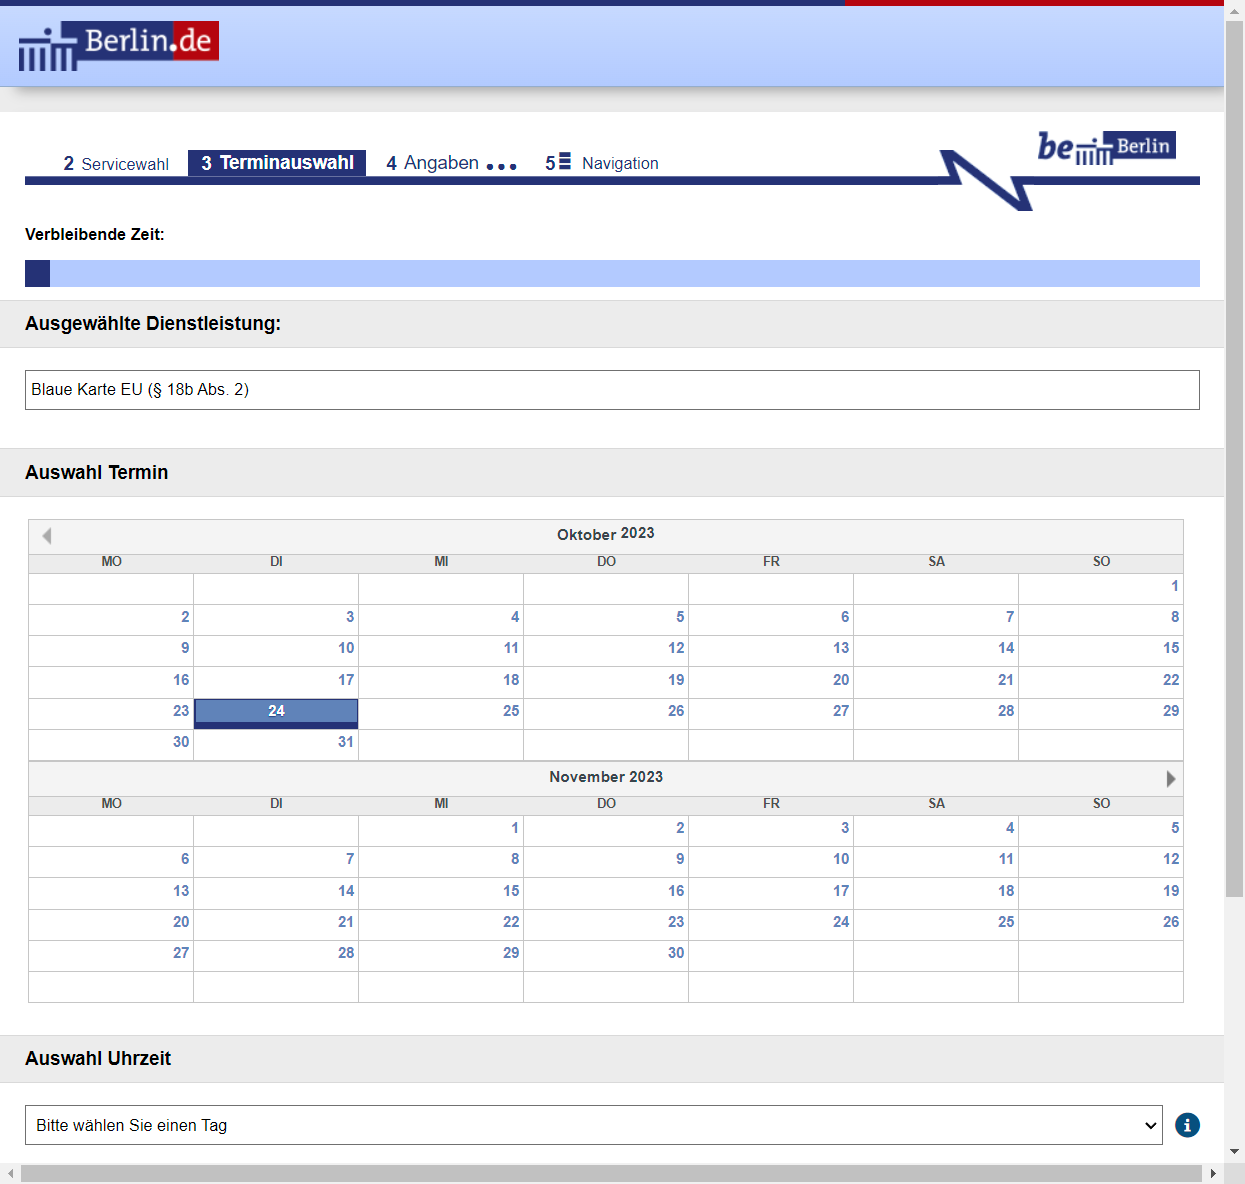 Berlin.de
be Berlin
2 Servicewahl 3 Terminauswahl 4 Angaben 5 Navigation
Verbleibende Zeit:
Ausgewählte Dienstleistung:
Blaue Karte EU (§ 18b Abs. 2)
Auswahl Termin
Oktober 2023
MO DI MI DO FR SA SO
1
2 3 4 5 6 7 8
9 10 11 12 13 14 15
16 17 18 19 20 21 22
23 24 25 26 27 28 29
30 31
November 2023
MO DI MI DO FR SA SO
1 2 3 4 5
6 7 8 9 10 11 12
13 14 15 16 17 18 19
20 21 22 23 24 25 26
27 28 29 30
Auswahl Uhrzeit
Bitte wählen Sie einen Tag